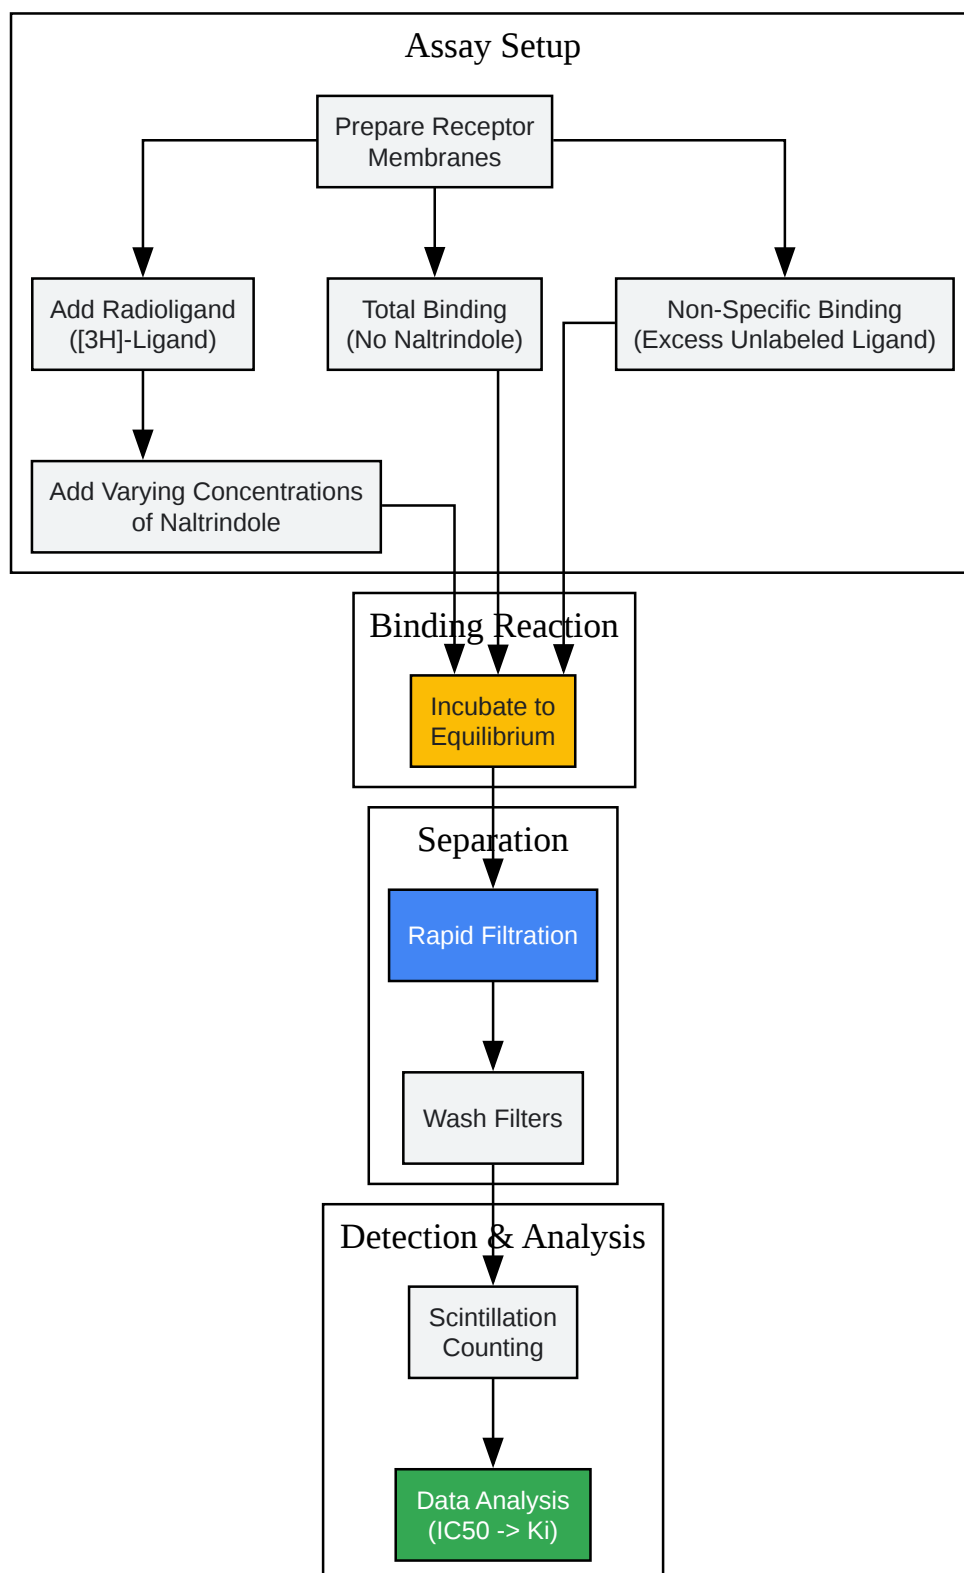 Assay Setup
Prepare Receptor
Membranes
Add Radioligand
([3H]-Ligand)
Total Binding
(No Naltrindole)
Non-Specific Binding
(Excess Unlabeled Ligand)
Add Varying Concentrations
of Naltrindole
Binding Reaction
Incubate to
Equilibrium
Separation
Rapid Filtration
Wash Filters
Detection & Analysis
Scintillation
Counting
Data Analysis
(IC50 -> Ki)